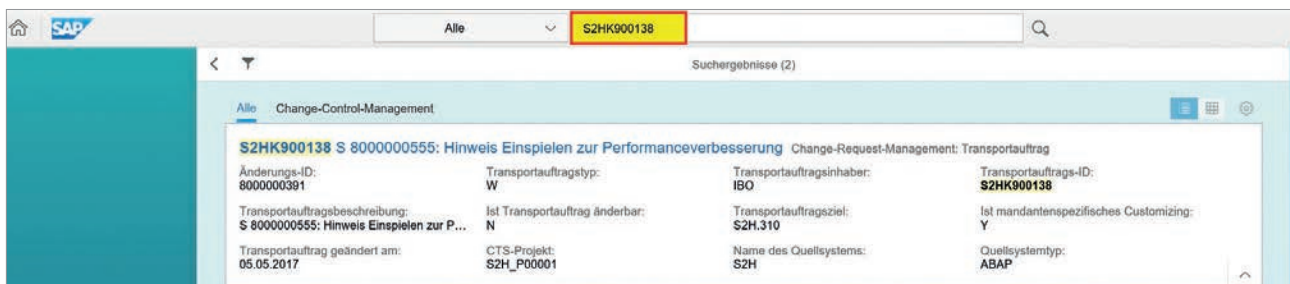 SAP Alle S2HK900138
Suchergebnisse (2)
Alle Change-Control-Management
S2HK900138 S 8000000555: Hinweis Einspielen zur Performanceverbesserung Change-Request-Management: Transportauftrag
Änderungs-ID: Transportauftragstyp: Transportauftragsinhaber: Transportauftrags-ID:
8000000391 W IBO S2HK900138
Transportauftragsbeschreibung: Ist Transportauftrag änderbar: Transportauftragsziel: Ist mandantenspezifisches Customizing:
S 8000000555: Hinweis Einspielen zur P... N S2H.310 Y
Transportauftrag geändert am: CTS-Projekt: Name des Quellsystems: Quellsystemtyp:
05.05.2017 S2H_P00001 S2H ABAP